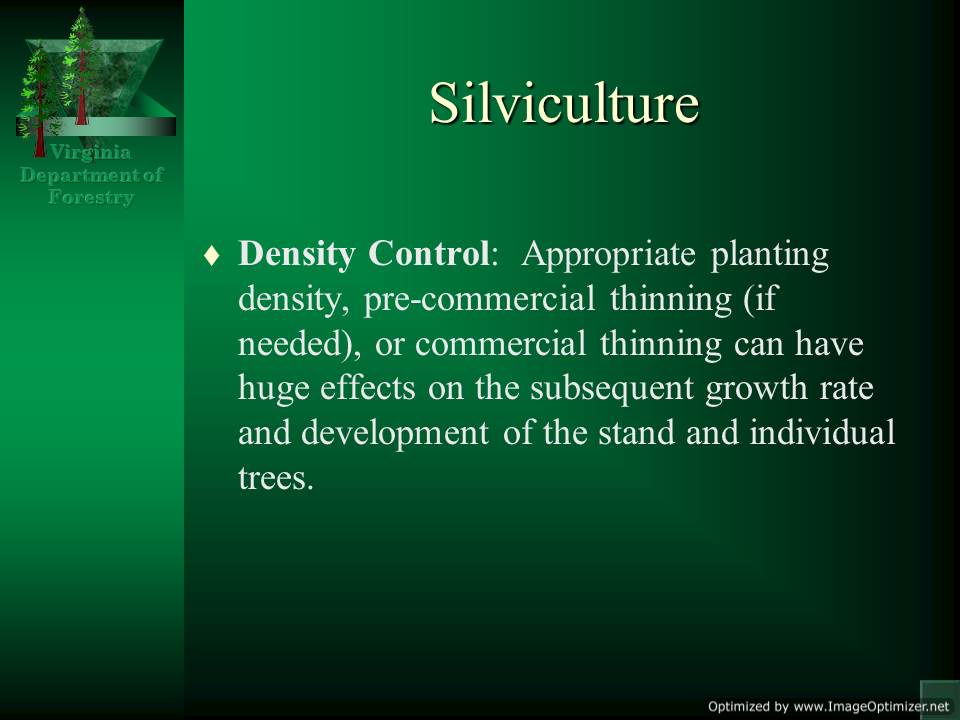 Silviculture
Virginia
Department of
Forestry
♦ Density Control:  Appropriate planting
density, pre-commercial thinning (if
needed), or commercial thinning can have
huge effects on the subsequent growth rate
and development of the stand and individual
trees.
Optimized by www.ImageOptimizer.net